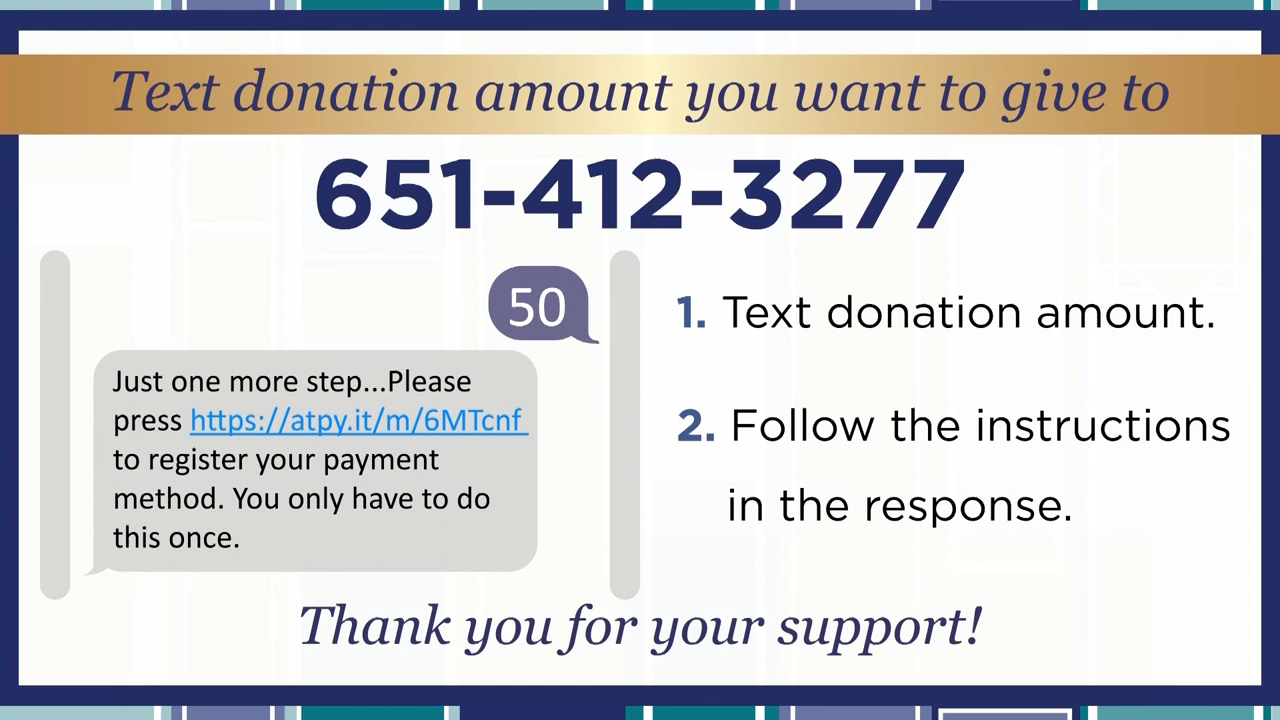 Text donation amount you want to give to
651-412-3277
50
Just one more step...Please
press https://atpy.it/m/6MTcnf
to register your payment
method. You only have to do
this once.
1. Text donation amount.
2. Follow the instructions
in the response.
Thank you for your support!